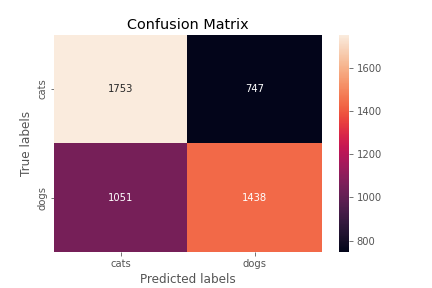 Confusion Matrix
True labels
cats
dogs
1753
747
1051
1438
cats
dogs
Predicted labels
1600
1400
1200
1000
800